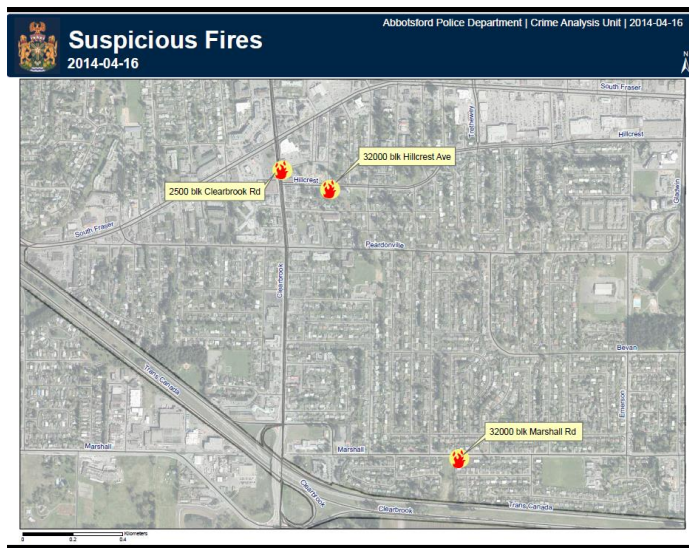 Abbotsford Police Department | Crime Analysis Unit | 2014-04-16
Suspicious Fires
2014-04-16
N
South Fraser
Tretheway
Hillcrest
32000 blk Hillcrest Ave
2500 blk Clearbrook Rd
Hillcrest
Gladwin
South Fraser
Peardonville
Clearbrook
Bevan
Trans Canada
Emerson
32000 blk Marshall Rd
Marshall
Marshall
Clearbrook
Clearbrook
Trans Canada
Kilometers
0 0.2 0.4